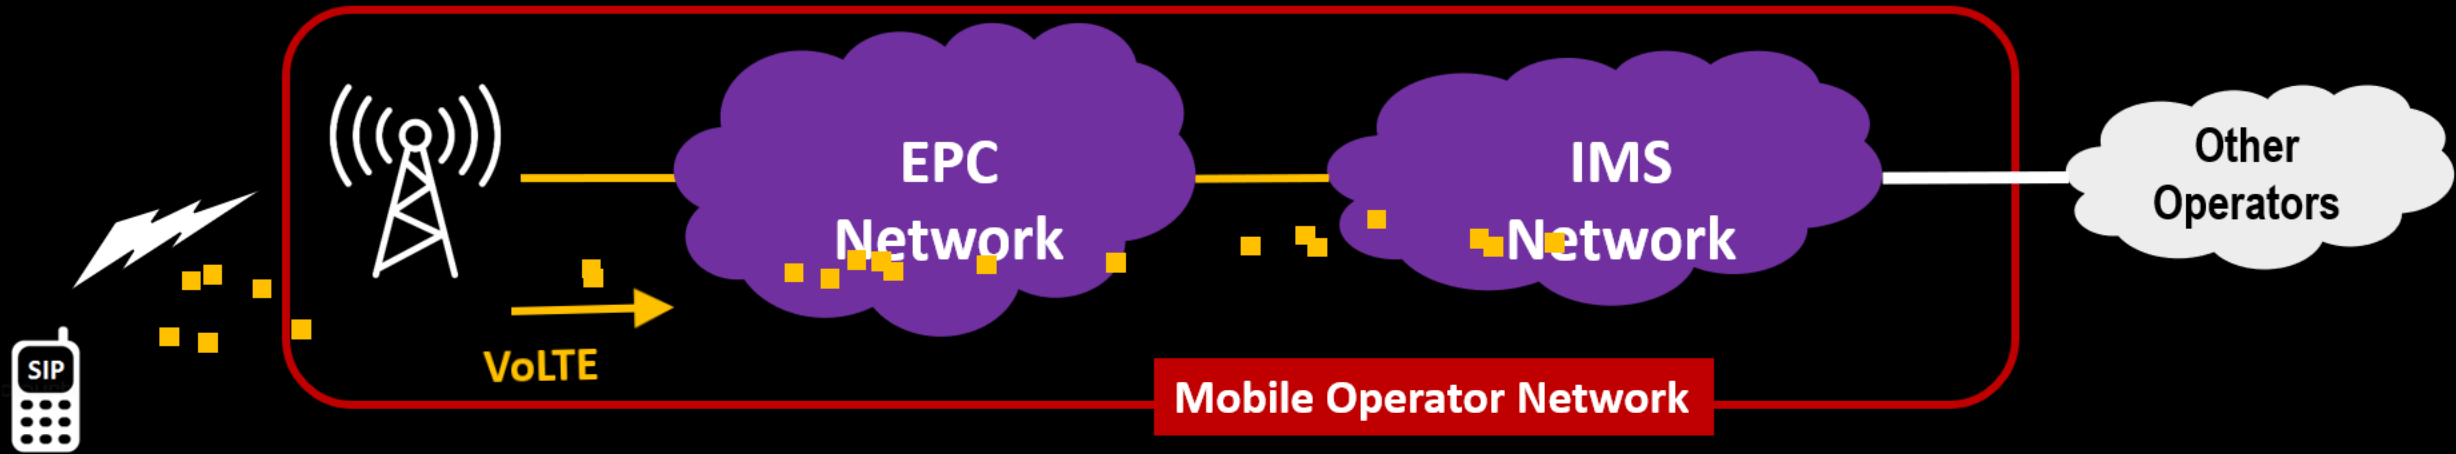 SIP
VoLTE
EPC
Network
IMS
Network
Mobile Operator Network
Other
Operators